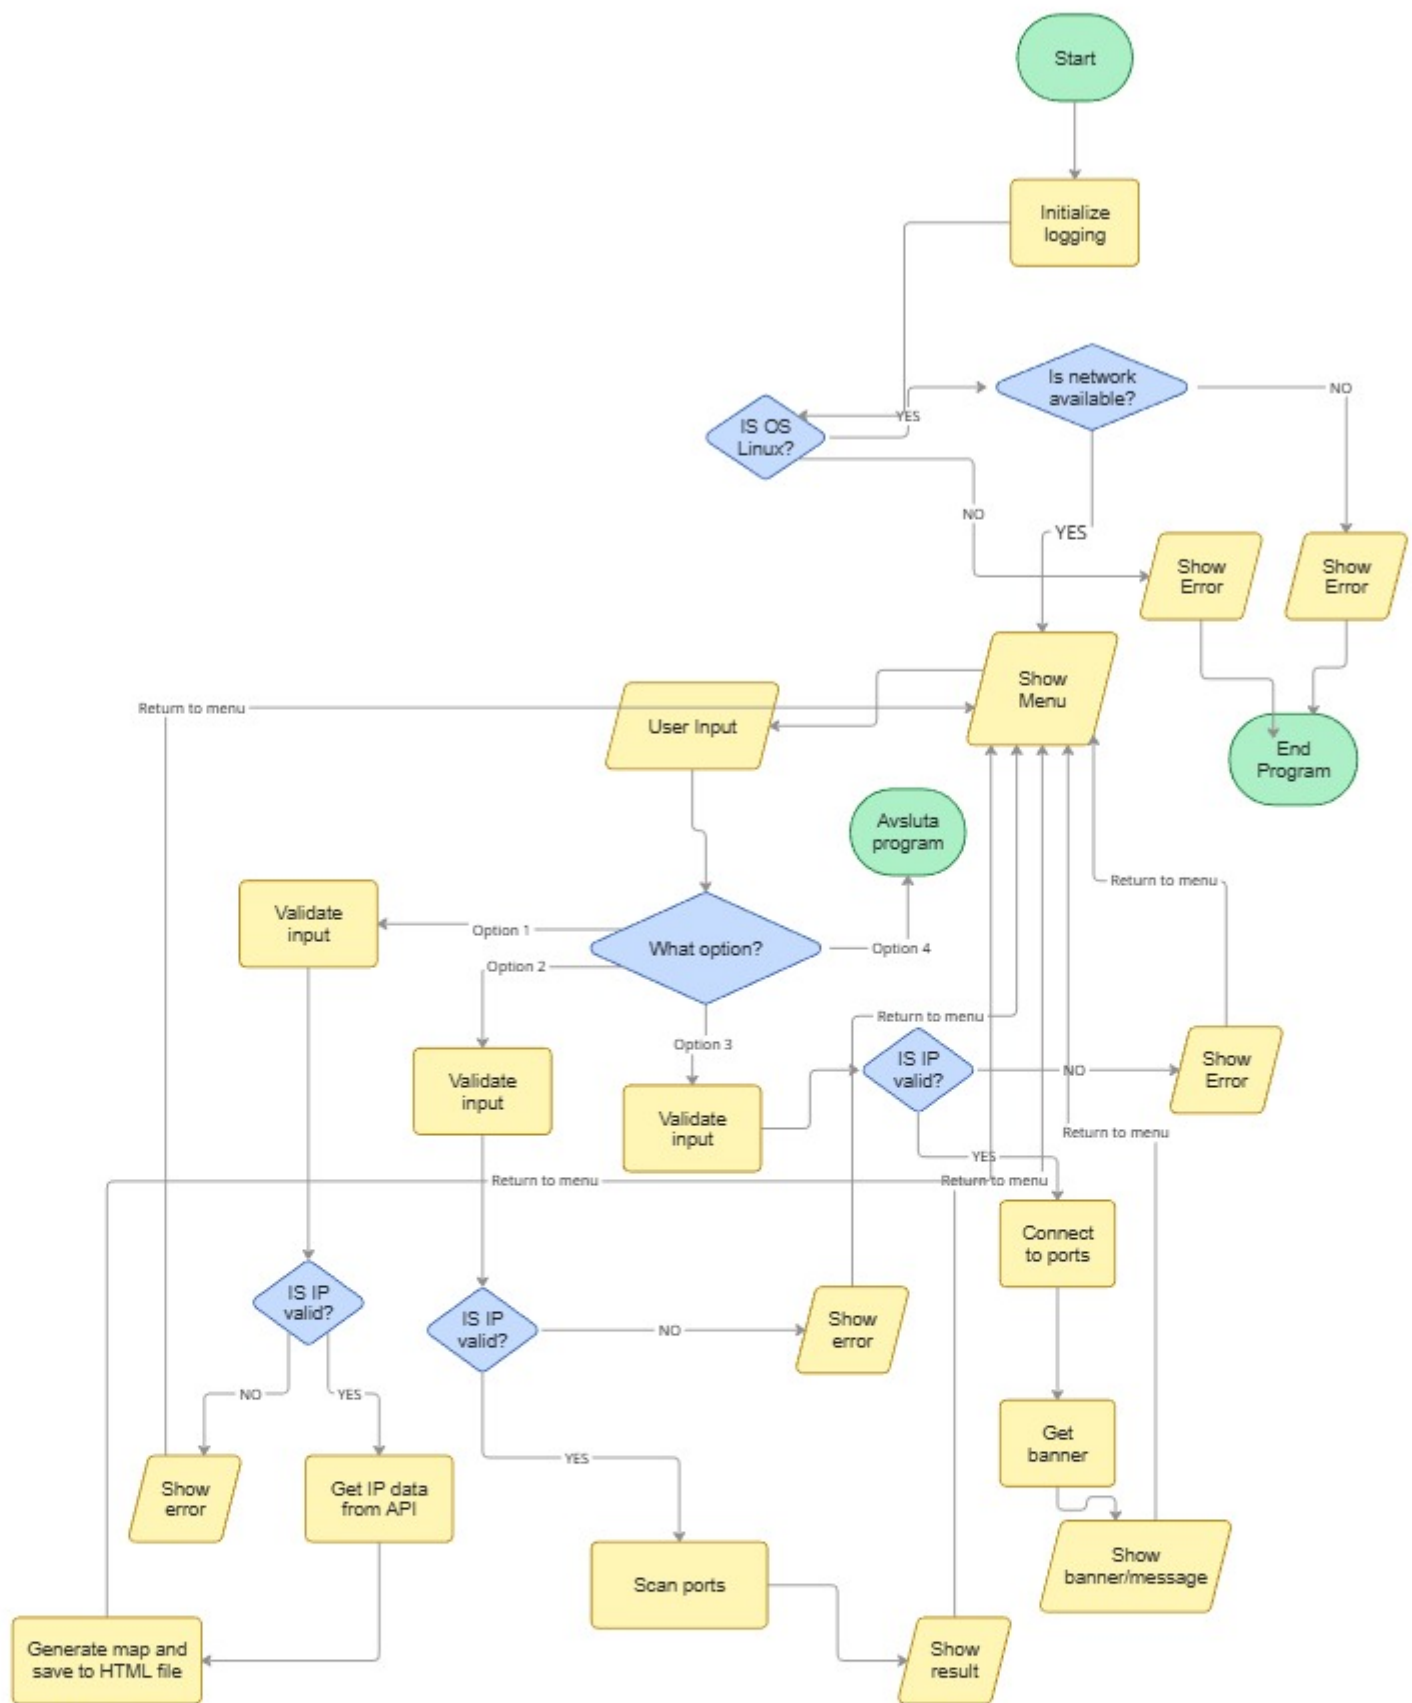 Start
Initialize
logging
Is network
available?
NO
YES
IS OS
Linux?
NO
YES
Show
Error
Show
Error
Show
Menu
Return to menu
User Input
End
Program
Avsluta
program
Return to menu
Validate
input
Option 1
What option?
Option 4
Option 2
Return to menu
Option 3
IS IP
valid?
NO
Show
Error
Validate
input
Validate
input
Return to menu
YES
Return to menu
Return to menu
Connect
to ports
IS IP
valid?
IS IP
valid?
NO
Show
error
NO
YES
Get
banner
YES
Show
error
Get IP data
from API
Show
banner/message
Scan ports
Generate map and
save to HTML file
Show
result